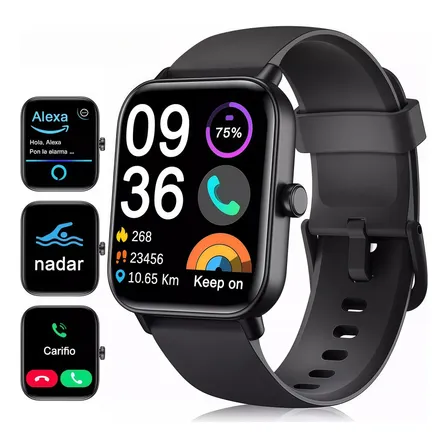 Alexa
Hola, Alexa
Pon la alarma ...
nadar
Cariño
09
36
75%
268
23456
10.65 Km
Keep on